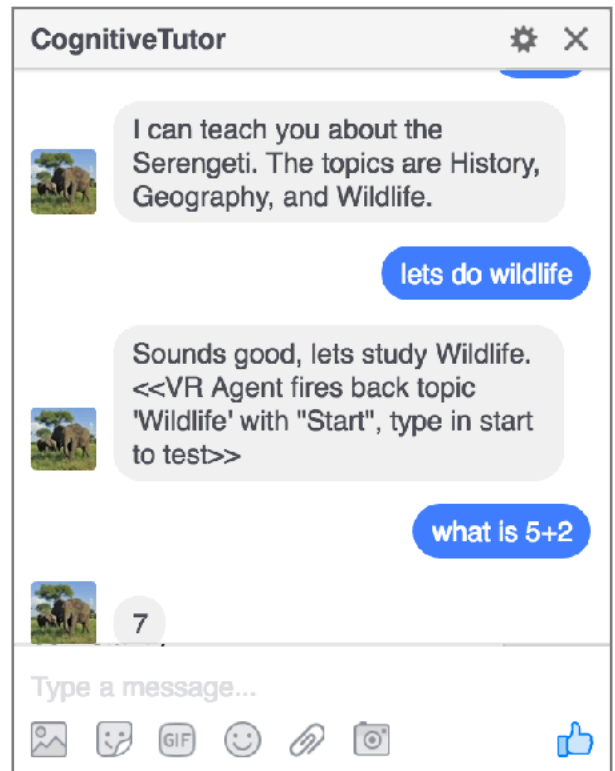 CognitiveTutor
I can teach you about the
Serengeti. The topics are History,
Geography, and Wildlife.
lets do wildlife
Sounds good, lets study Wildlife.
<<VR Agent fires back topic
'Wildlife' with "Start", type in start
to test>>
what is 5+2
7
Type a message...
GIF